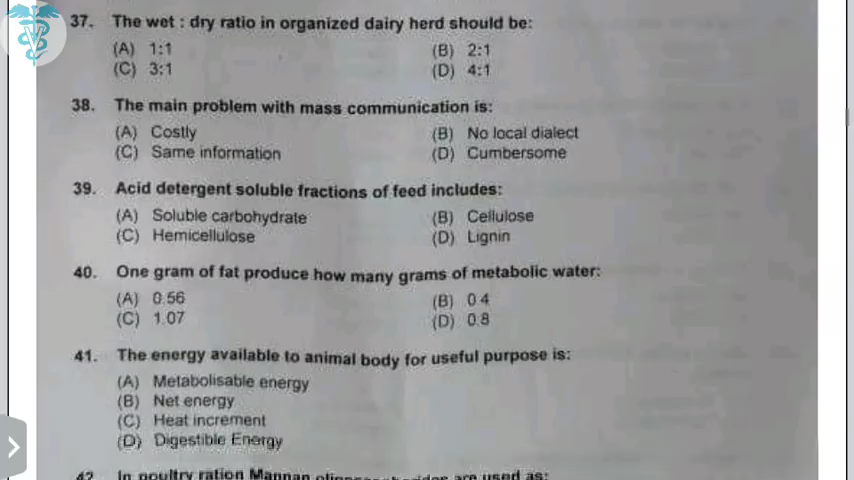 37. The wet : dry ratio in organized dairy herd should be:
(A) 1:1 (B) 2:1
(C) 3:1 (D) 4:1
38. The main problem with mass communication is:
(A) Costly (B) No local dialect
(C) Same information (D) Cumbersome
39. Acid detergent soluble fractions of feed includes:
(A) Soluble carbohydrate (B) Cellulose
(C) Hemicellulose (D) Lignin
40. One gram of fat produce how many grams of metabolic water:
(A) 0.56 (B) 0.4
(C) 1.07 (D) 0.8
41. The energy available to animal body for useful purpose is:
(A) Metabolisable energy
(B) Net energy
(C) Heat increment
(D) Digestible Energy
42 In poultry ration Mannan are used as: